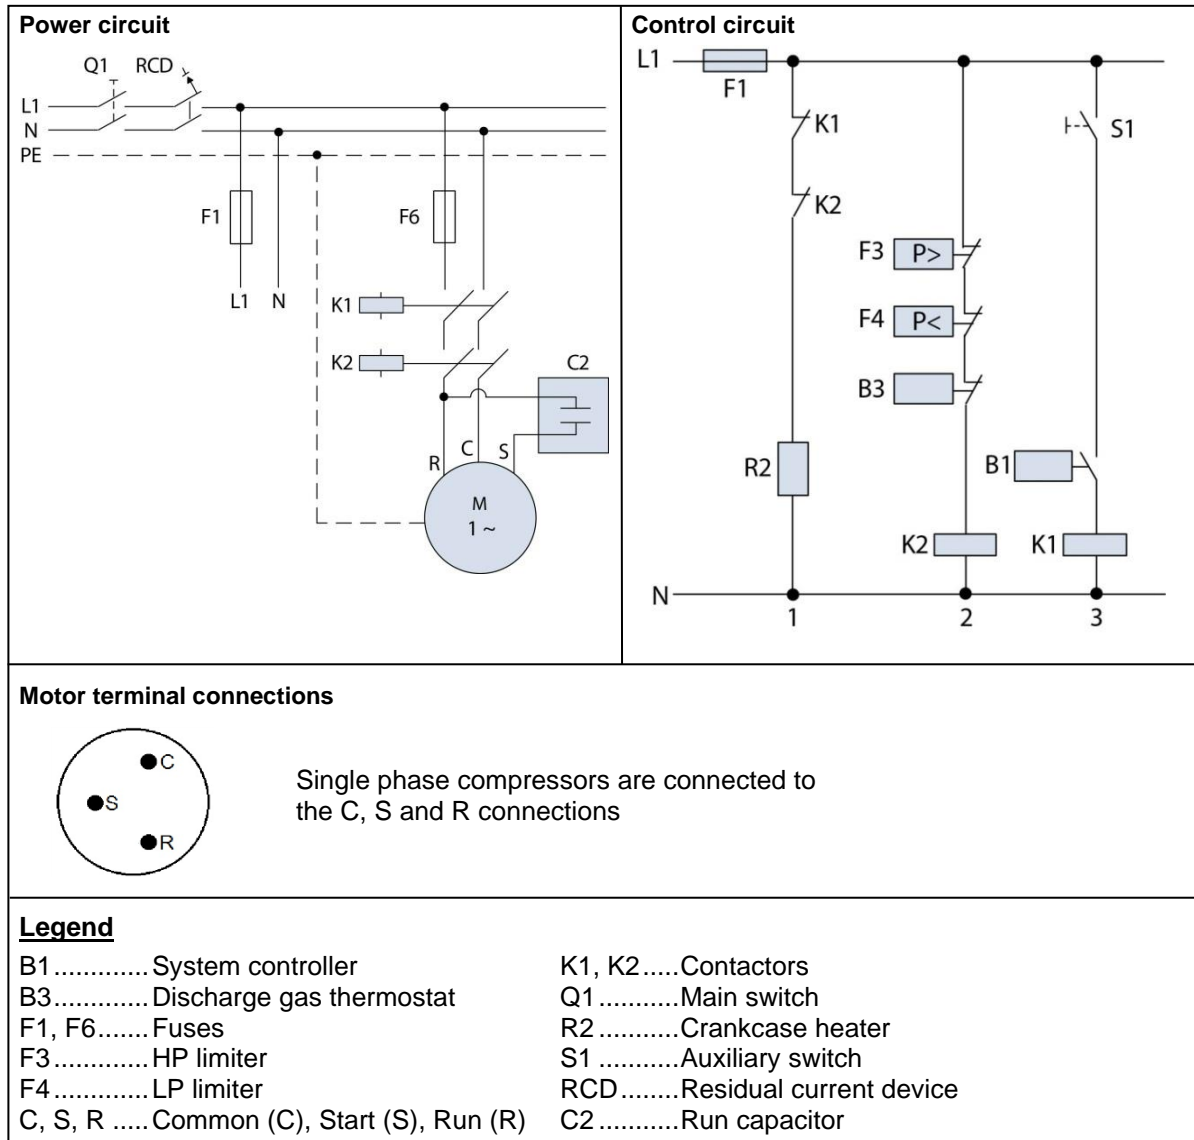 Power circuit
Q1 RCD
L1
N
PE
F1 F6
L1 N
K1
K2 C2
R C S
M
1 ~
Control circuit
L1
F1
K1
S1
K2
F3 P>
F4 P<
B3
R2 B1
K2 K1
N
1 2 3
Motor terminal connections
C
S
R
Single phase compressors are connected to
the C, S and R connections
Legend
B1.............System controller
B3.............Discharge gas thermostat
F1, F6.......Fuses
F3.............HP limiter
F4.............LP limiter
C, S, R .....Common (C), Start (S), Run (R)
K1, K2.....Contactors
Q1...........Main switch
R2...........Crankcase heater
S1 ...........Auxiliary switch
RCD........Residual current device
C2...........Run capacitor